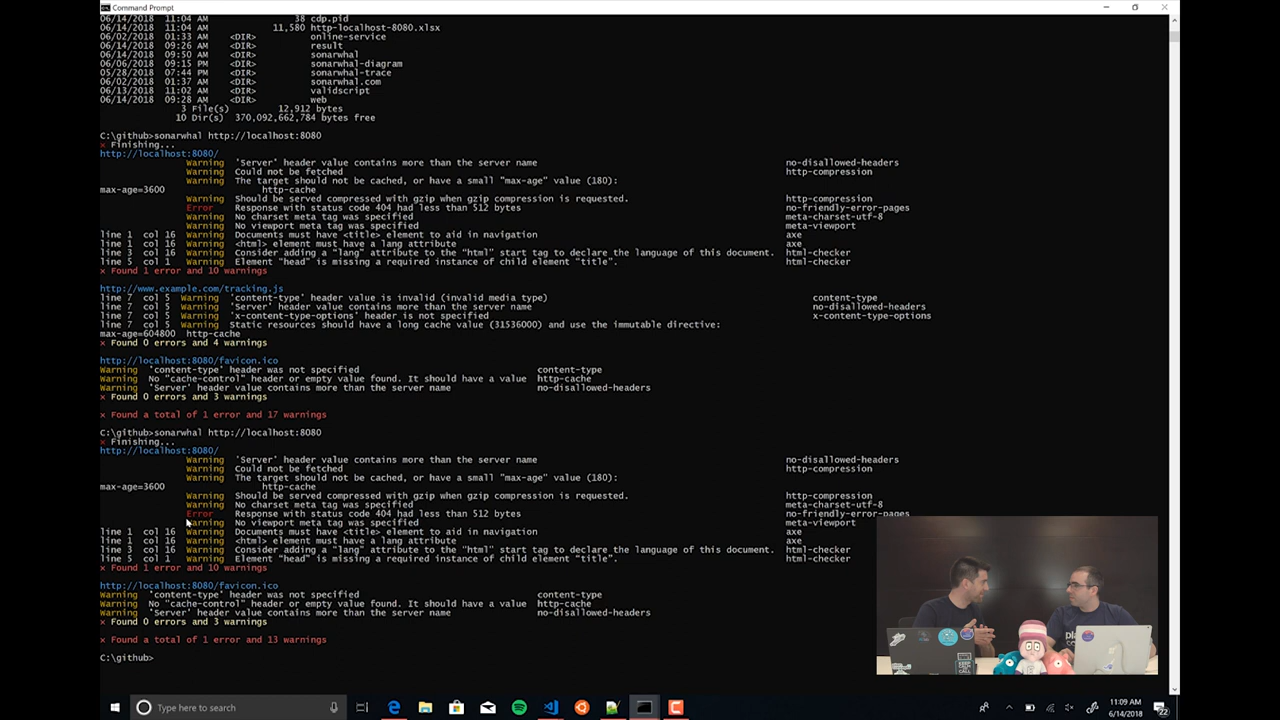 Command Prompt
06/14/2018 11:04 AM 38 cdp.pid
06/14/2018 11:04 AM 11,580 http-localhost-8080.xlsx
06/02/2018 01:33 AM <DIR> online-service
06/14/2018 09:26 AM <DIR> result
06/14/2018 09:50 AM <DIR> sonarwhal
06/06/2018 09:15 PM <DIR> sonarwhal-diagram
05/28/2018 07:44 PM <DIR> sonarwhal-trace
06/02/2018 01:37 AM <DIR> sonarwhal.com
06/13/2018 11:02 AM <DIR> validscript
06/14/2018 09:28 AM <DIR> web
3 File(s) 12,912 bytes
10 Dir(s) 370,092,662,784 bytes free
C:\github>sonarwhal http://localhost:8080
× Finishing...
http://localhost:8080/
Warning 'Server' header value contains more than the server name no-disallowed-headers
Warning Could not be fetched http-compression
Warning The target should not be cached, or have a small "max-age" value (180):
max-age=3600 http-cache
Warning Should be served compressed with gzip when gzip compression is requested. http-compression
Error Response with status code 404 had less than 512 bytes no-friendly-error-pages
Warning No charset meta tag was specified meta-charset-utf-8
Warning No viewport meta tag was specified meta-viewport
line 1 col 16 Warning Documents must have <title> element to aid in navigation axe
line 1 col 16 Warning <html> element must have a lang attribute axe
line 3 col 16 Warning Consider adding a "lang" attribute to the "html" start tag to declare the language of this document. html-checker
line 5 col 1 Warning Element "head" is missing a required instance of child element "title". html-checker
× Found 1 error and 10 warnings
http://www.example.com/tracking.js
line 7 col 5 Warning 'content-type' header value is invalid (invalid media type) content-type
line 7 col 5 Warning 'Server' header value contains more than the server name no-disallowed-headers
line 7 col 5 Warning 'x-content-type-options' header is not specified x-content-type-options
line 7 col 5 Warning Static resources should have a long cache value (31536000) and use the immutable directive:
max-age=604800 http-cache
× Found 0 errors and 4 warnings
http://localhost:8080/favicon.ico
Warning 'content-type' header was not specified content-type
Warning No "cache-control" header or empty value found. It should have a value http-cache
Warning 'Server' header value contains more than the server name no-disallowed-headers
× Found 0 errors and 3 warnings
× Found a total of 1 error and 17 warnings
C:\github>sonarwhal http://localhost:8080
× Finishing...
http://localhost:8080/
Warning 'Server' header value contains more than the server name no-disallowed-headers
Warning Could not be fetched http-compression
Warning The target should not be cached, or have a small "max-age" value (180):
max-age=3600 http-cache
Warning Should be served compressed with gzip when gzip compression is requested. http-compression
Warning No charset meta tag was specified meta-charset-utf-8
Error Response with status code 404 had less than 512 bytes no-friendly-error-pages
Warning No viewport meta tag was specified meta-viewport
line 1 col 16 Warning Documents must have <title> element to aid in navigation axe
line 1 col 16 Warning <html> element must have a lang attribute axe
line 3 col 16 Warning Consider adding a "lang" attribute to the "html" start tag to declare the language of this document. html-checker
line 5 col 1 Warning Element "head" is missing a required instance of child element "title". html-checker
× Found 1 error and 10 warnings
http://localhost:8080/favicon.ico
Warning 'content-type' header was not specified content-type
Warning No "cache-control" header or empty value found. It should have a value http-cache
Warning 'Server' header value contains more than the server name no-disallowed-headers
× Found 0 errors and 3 warnings
× Found a total of 1 error and 13 warnings
C:\github>
KEEP CALM
Type here to search
11:09 AM
6/14/2018
22